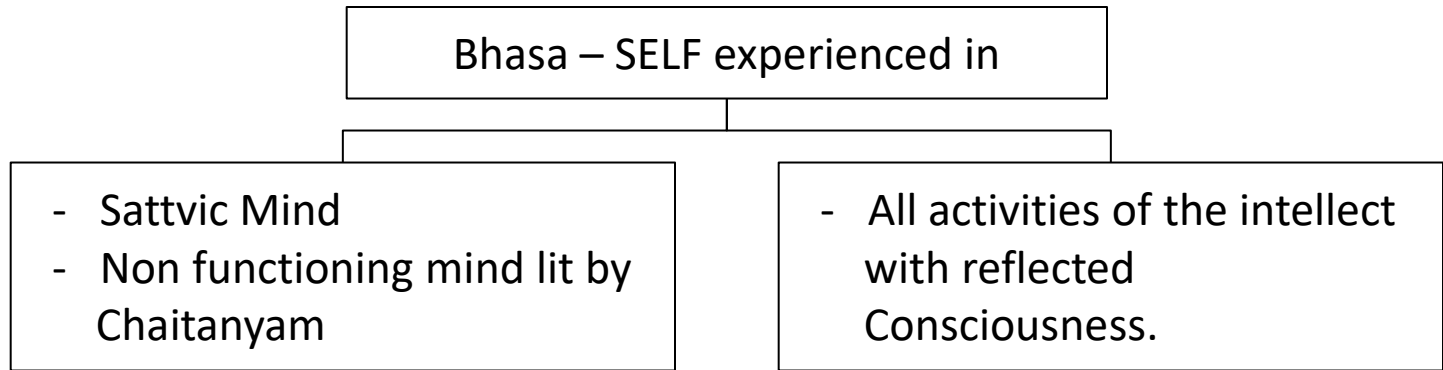 Bhasa – SELF experienced in
- Sattvic Mind
- Non functioning mind lit by
Chaitanyam
- All activities of the intellect
with reflected
Consciousness.